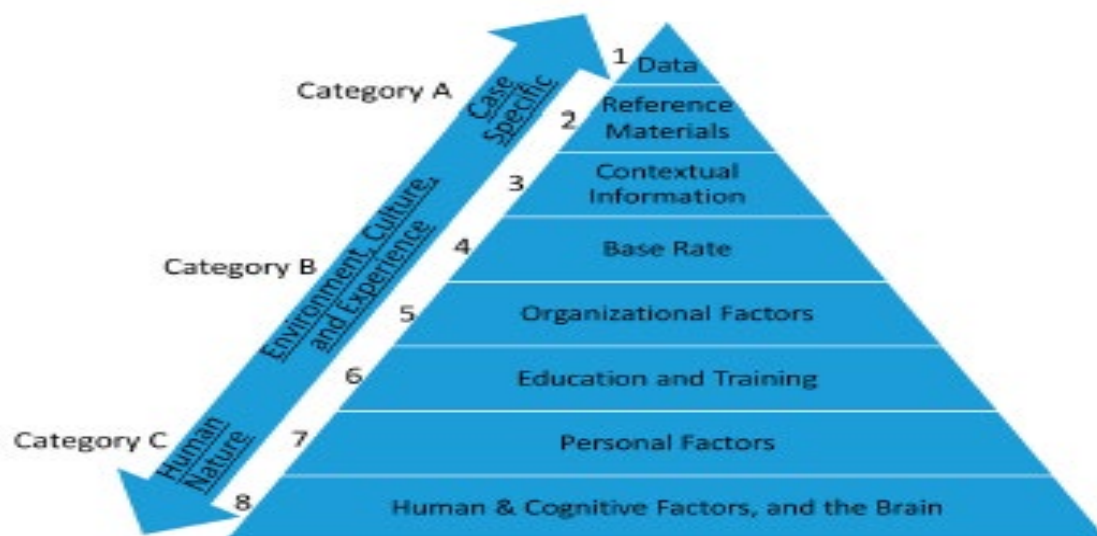 Category A
Case
Specific
Category B
Environment, Culture,
and Experience
Category C
Human
Nature
1
Data
2
Reference
Materials
3
Contextual
Information
4
Base Rate
5
Organizational Factors
6
Education and Training
7
Personal Factors
8
Human & Cognitive Factors, and the Brain